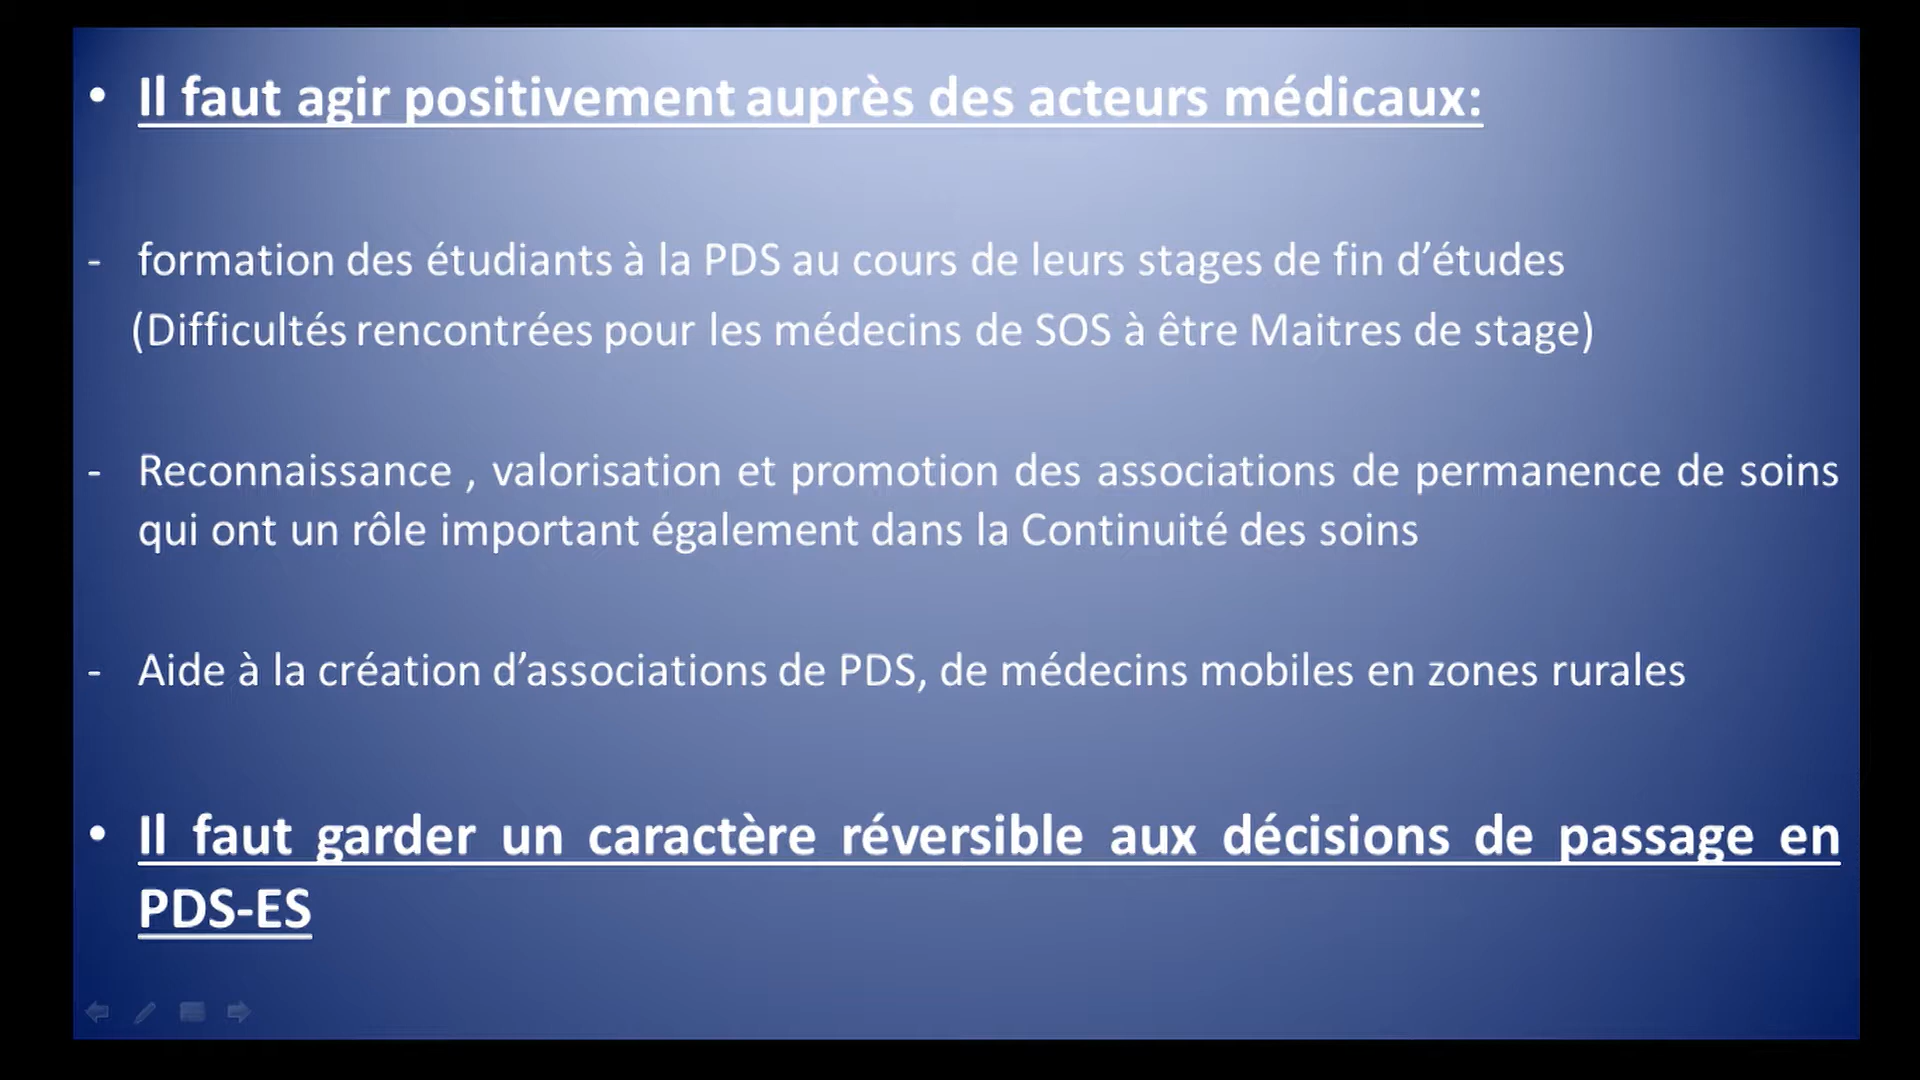 • Il faut agir positivement auprès des acteurs médicaux:
- formation des étudiants à la PDS au cours de leurs stages de fin d’études
(Difficultés rencontrées pour les médecins de SOS à être Maitres de stage)
- Reconnaissance , valorisation et promotion des associations de permanence de soins
qui ont un rôle important également dans la Continuité des soins
- Aide à la création d’associations de PDS, de médecins mobiles en zones rurales
• Il faut garder un caractère réversible aux décisions de passage en
PDS-ES